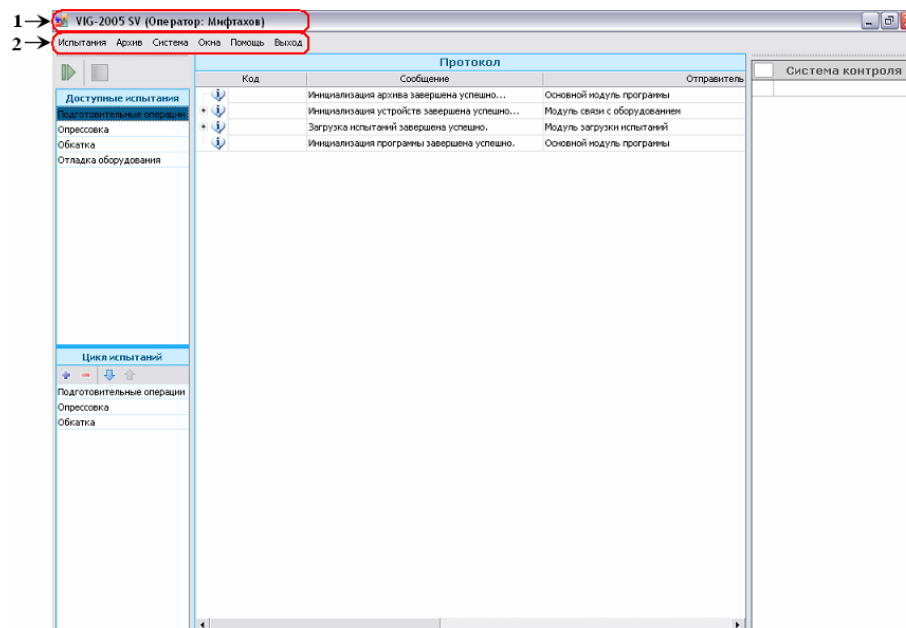 1 VIG-2005 SV (Оператор: Мифтахов)
2 Испытания Архив Система Окна Помощь Выход
Протокол
Система контроля
Код Сообщение Отправитель
Инициализация архива завершена успешно... Основной модуль программы
Инициализация устройств завершена успешно... Модуль связи с оборудованием
Загрузка испытаний завершена успешно. Модуль загрузки испытаний
Инициализация программы завершена успешно. Основной модуль программы
Доступные испытания
Подготовительные операции
Опрессовка
Обкатка
Отладка оборудования
Цикл испытаний
Подготовительные операции
Опрессовка
Обкатка